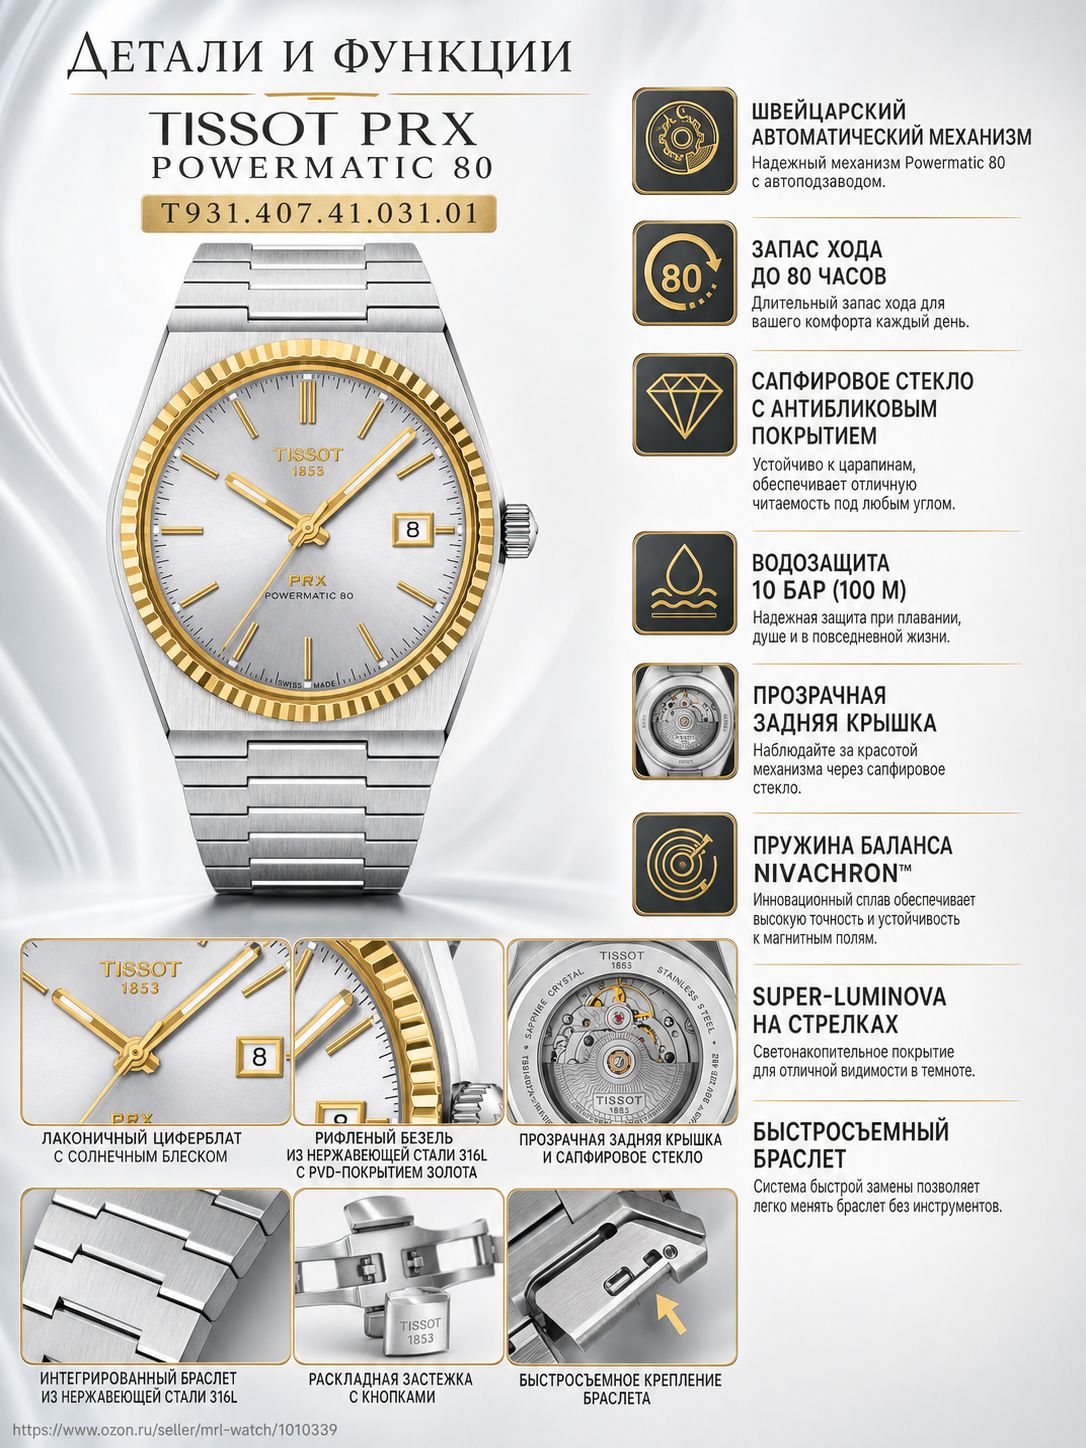 ДЕТАЛИ И ФУНКЦИИ
TISSOT PRX
POWERMATIC 80
T931.407.41.031.01
TISSOT
1853
8
PRX
POWERMATIC 80
SWISS MADE
ШВЕЙЦАРСКИЙ
АВТОМАТИЧЕСКИЙ МЕХАНИЗМ
Надежный механизм Powermatic 80
с автоподзаводом.
80
ЗАПАС ХОДА
ДО 80 ЧАСОВ
Длительный запас хода для
вашего комфорта каждый день.
САПФИРОВОЕ СТЕКЛО
С АНТИБЛИКОВЫМ
ПОКРЫТИЕМ
Устойчиво к царапинам,
обеспечивает отличную
читаемость под любым углом.
ВОДОЗАЩИТА
10 БАР (100 М)
Надежная защита при плавании,
душе и в повседневной жизни.
ПРОЗРАЧНАЯ
ЗАДНЯЯ КРЫШКА
Наблюдайте за красотой
механизма через сапфировое
стекло.
ПРУЖИНА БАЛАНСА
NIVACHRON™
Инновационный сплав обеспечивает
высокую точность и устойчивость
к магнитным полям.
SUPER-LUMINOVA
НА СТРЕЛКАХ
Светонакопительное покрытие
для отличной видимости в темноте.
БЫСТРОСЪЕМНЫЙ
БРАСЛЕТ
Система быстрой замены позволяет
легко менять браслет без инструментов.
TISSOT
1853
8
PRX
ЛАКОНИЧНЫЙ ЦИФЕРБЛАТ
С СОЛНЕЧНЫМ БЛЕСКОМ
8
РИФЛЕНЫЙ БЕЗЕЛЬ
ИЗ НЕРЖАВЕЮЩЕЙ СТАЛИ 316L
С PVD-ПОКРЫТИЕМ ЗОЛОТА
TISSOT
1853
SAPPHIRE CRYSTAL
STAINLESS STEEL
TISSOT
ПРОЗРАЧНАЯ ЗАДНЯЯ КРЫШКА
И САПФИРОВОЕ СТЕКЛО
ИНТЕГРИРОВАННЫЙ БРАСЛЕТ
ИЗ НЕРЖАВЕЮЩЕЙ СТАЛИ 316L
TISSOT
1853
РАСКЛАДНАЯ ЗАСТЕЖКА
С КНОПКАМИ
БЫСТРОСЪЕМНОЕ КРЕПЛЕНИЕ
БРАСЛЕТА
https://www.ozon.ru/seller/mrl-watch/1010339